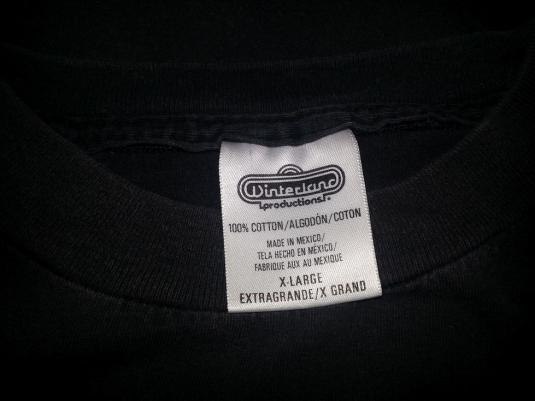 Winterland
productions.
100% COTTON/ALGODÓN/COTON
MADE IN MEXICO/
TELA HECHO EN MÉXICO/
FABRIQUE AUX AU MEXIQUE
X-LARGE
EXTRAGRANDE/X GRAND